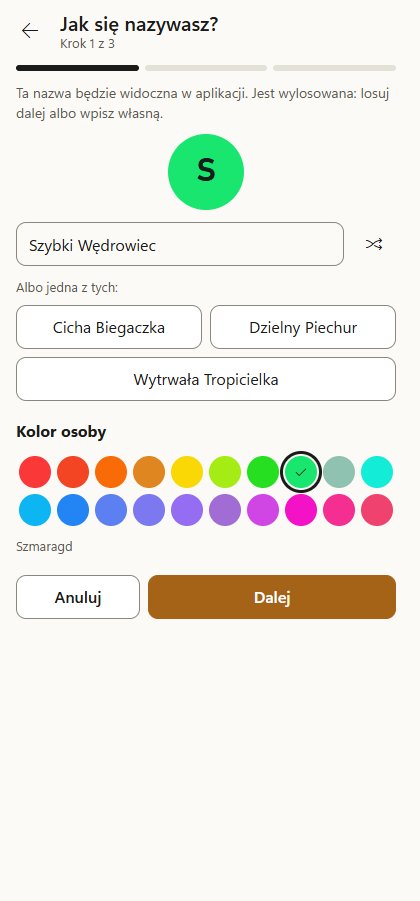 Jak się nazywasz?
Krok 1 z 3
Ta nazwa będzie widoczna w aplikacji. Jest wylosowana: losuj
dalej albo wpisz własną.
S
Szybki Wędrowiec
Albo jedna z tych:
Cicha Biegaczka
Dzielny Piechur
Wytrwała Tropicielka
Kolor osoby
Szmaragd
Anuluj
Dalej